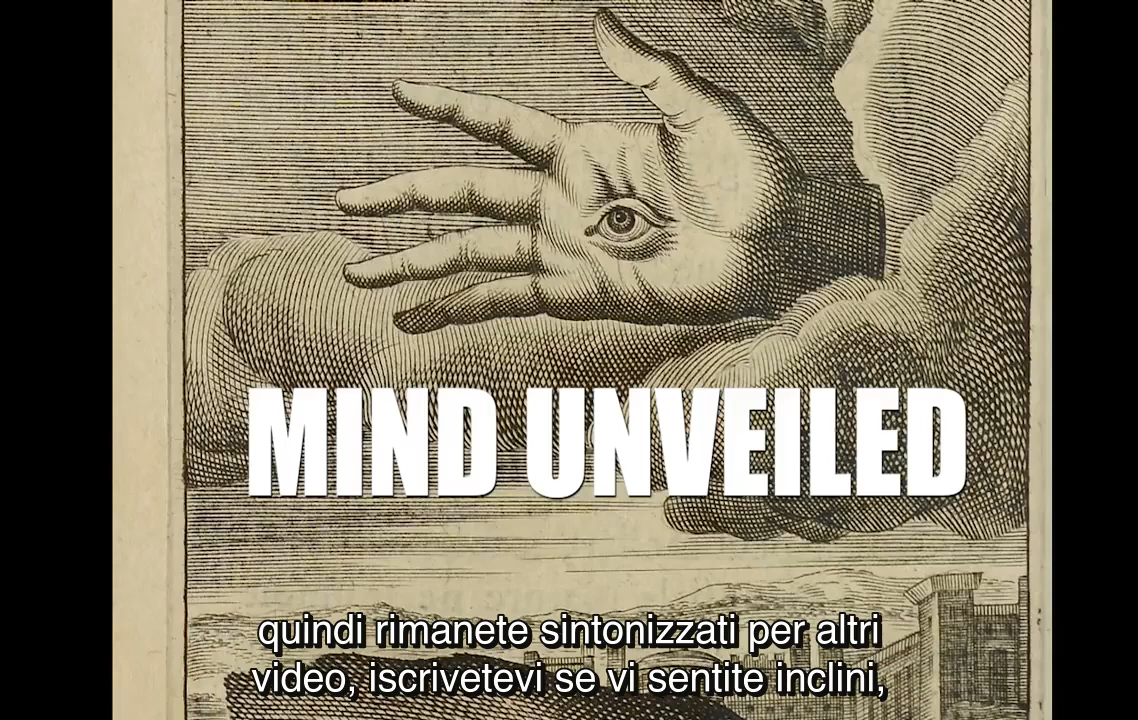 MIND UNVEILED
quindi rimanete sintonizzati per altri
video, iscrivetevi se vi sentite inclini,